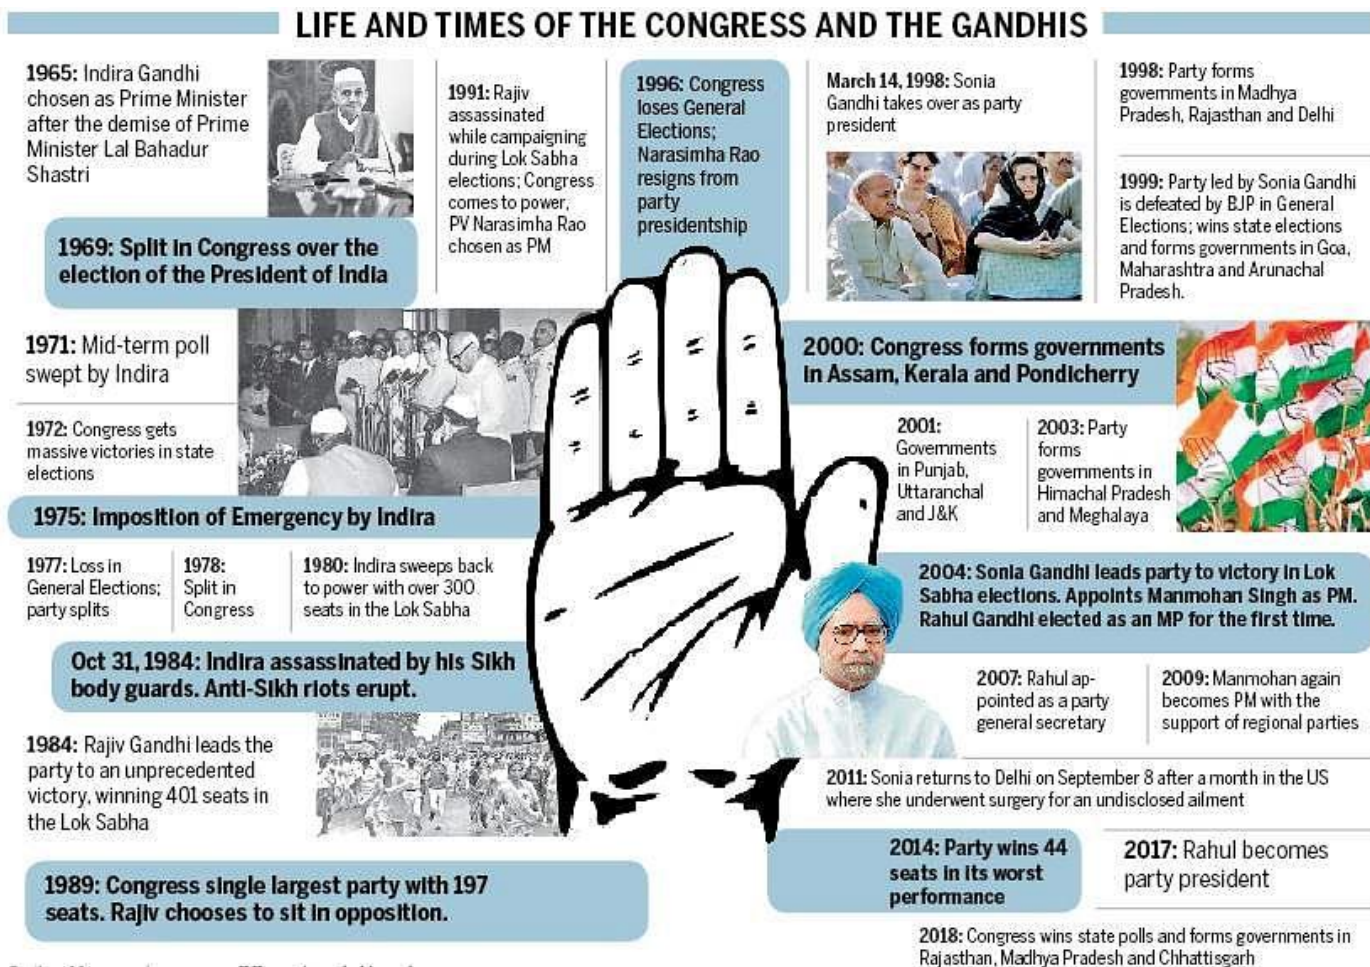 LIFE AND TIMES OF THE CONGRESS AND THE GANDHIS
1965: Indira Gandhi
chosen as Prime Minister
after the demise of Prime
Minister Lal Bahadur
Shastri
1969: Split in Congress over the
election of the President of India
1971: Mid-term poll
swept by Indira
1972: Congress gets
massive victories in state
elections
1975: Imposition of Emergency by Indira
1977: Loss in
General Elections;
party splits
1978:
Split in
Congress
1980: Indira sweeps back
to power with over 300
seats in the Lok Sabha
Oct 31, 1984: Indira assassinated by his Sikh
body guards. Anti-Sikh riots erupt.
1984: Rajiv Gandhi leads the
party to an unprecedented
victory, winning 401 seats in
the Lok Sabha
1989: Congress single largest party with 197
seats. Rajiv chooses to sit in opposition.
1991: Rajiv
assassinated
while campaigning
during Lok Sabha
elections; Congress
comes to power,
PV Narasimha Rao
chosen as PM
1996: Congress
loses General
Elections;
Narasimha Rao
resigns from
party
presidentship
March 14, 1998: Sonia
Gandhi takes over as party
president
1998: Party forms
governments in Madhya
Pradesh, Rajasthan and Delhi
1999: Party led by Sonia Gandhi
is defeated by BJP in General
Elections; wins state elections
and forms governments in Goa,
Maharashtra and Arunachal
Pradesh.
2000: Congress forms governments
in Assam, Kerala and Pondicherry
2001:
Governments
in Punjab,
Uttaranchal
and J&K
2003: Party
forms
governments in
Himachal Pradesh
and Meghalaya
2004: Sonia Gandhi leads party to victory in Lok
Sabha elections. Appoints Manmohan Singh as PM.
Rahul Gandhi elected as an MP for the first time.
2007: Rahul ap-
pointed as a party
general secretary
2009: Manmohan again
becomes PM with the
support of regional parties
2011: Sonia returns to Delhi on September 8 after a month in the US
where she underwent surgery for an undisclosed ailment
2014: Party wins 44
seats in its worst
performance
2017: Rahul becomes
party president
2018: Congress wins state polls and forms governments in
Rajasthan, Madhya Pradesh and Chhattisgarh